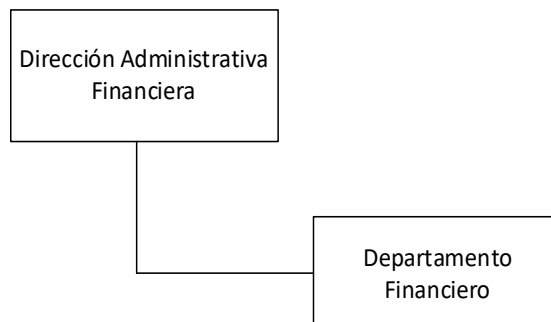 Dirección Administrativa
Financiera
Departamento
Financiero